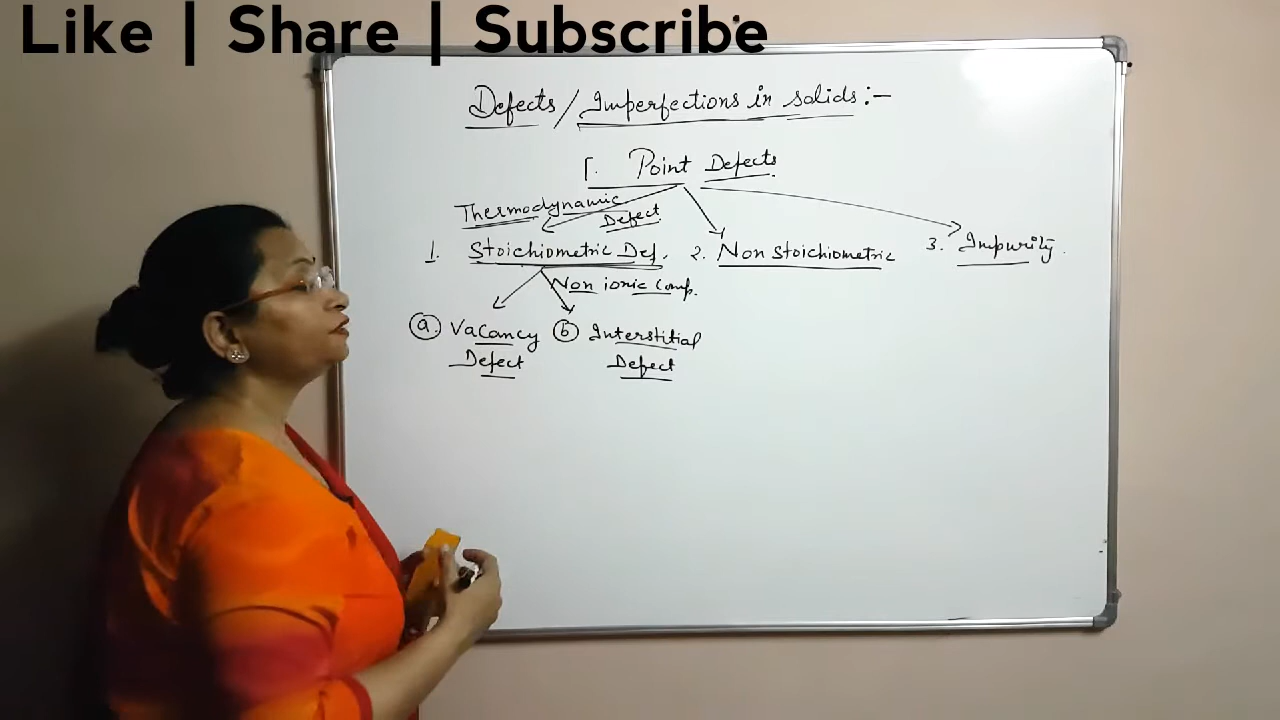 Like | Share | Subscribe
Defects / Imperfections in solids :-
1. Point Defects
Thermodynamic
Defect
1. Stoichiometric Def. 2. Non stoichiometric 3. Impurity.
Non ionic Comp.
(a) Vacancy (b) Interstitial
Defect Defect